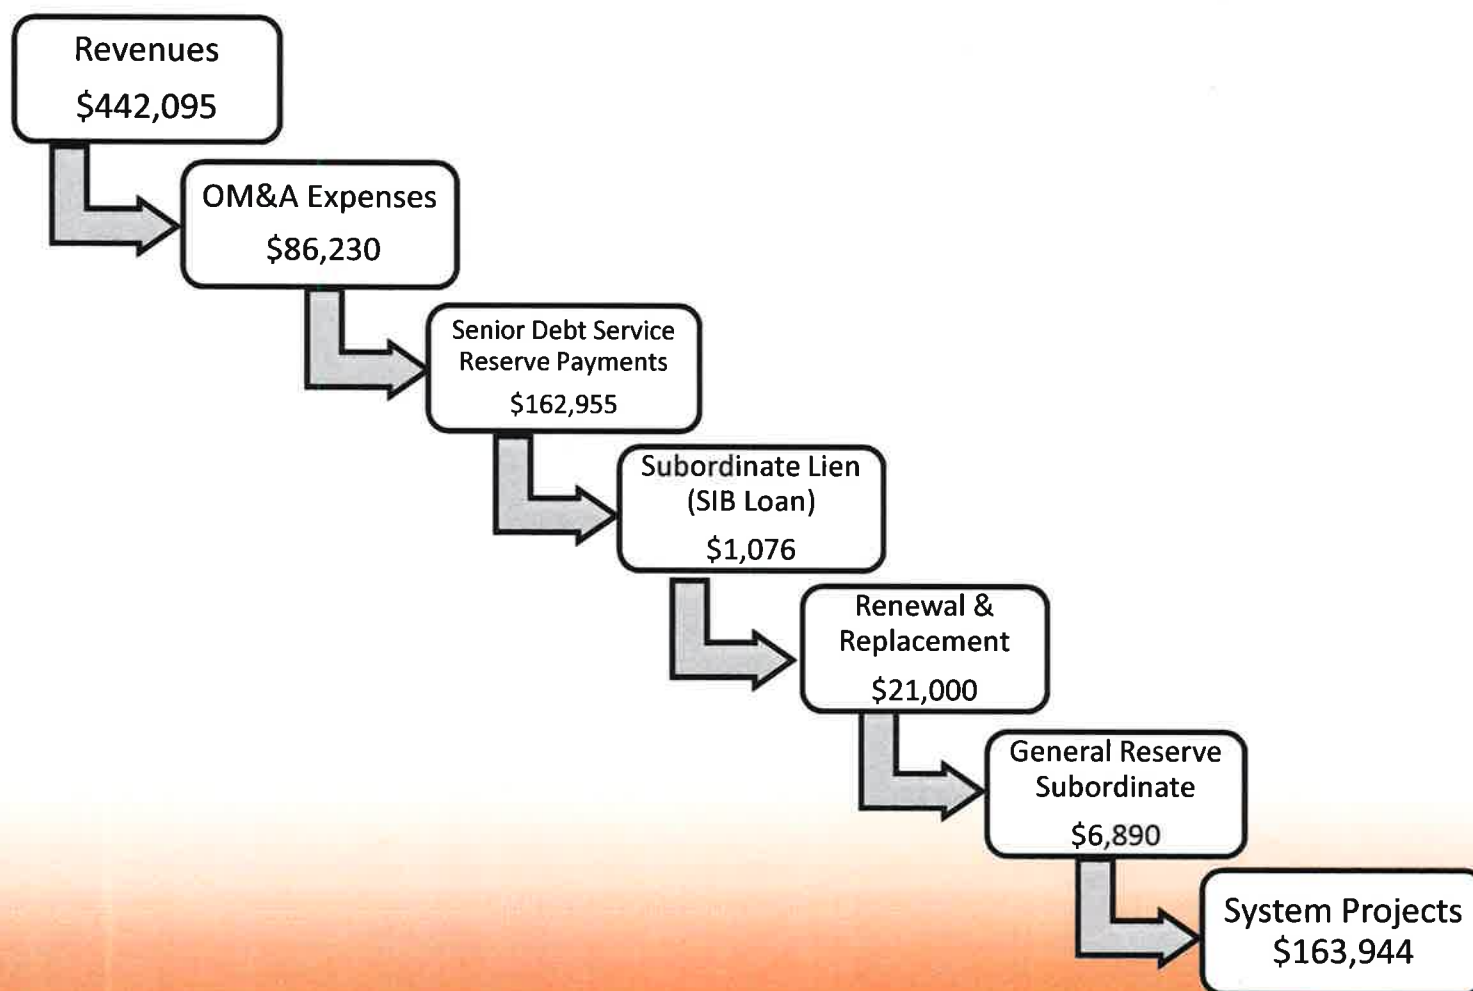 Revenues
$442,095
OM&A Expenses
$86,230
Senior Debt Service
Reserve Payments
$162,955
Subordinate Lien
(SIB Loan)
$1,076
Renewal &
Replacement
$21,000
General Reserve
Subordinate
$6,890
System Projects
$163,944